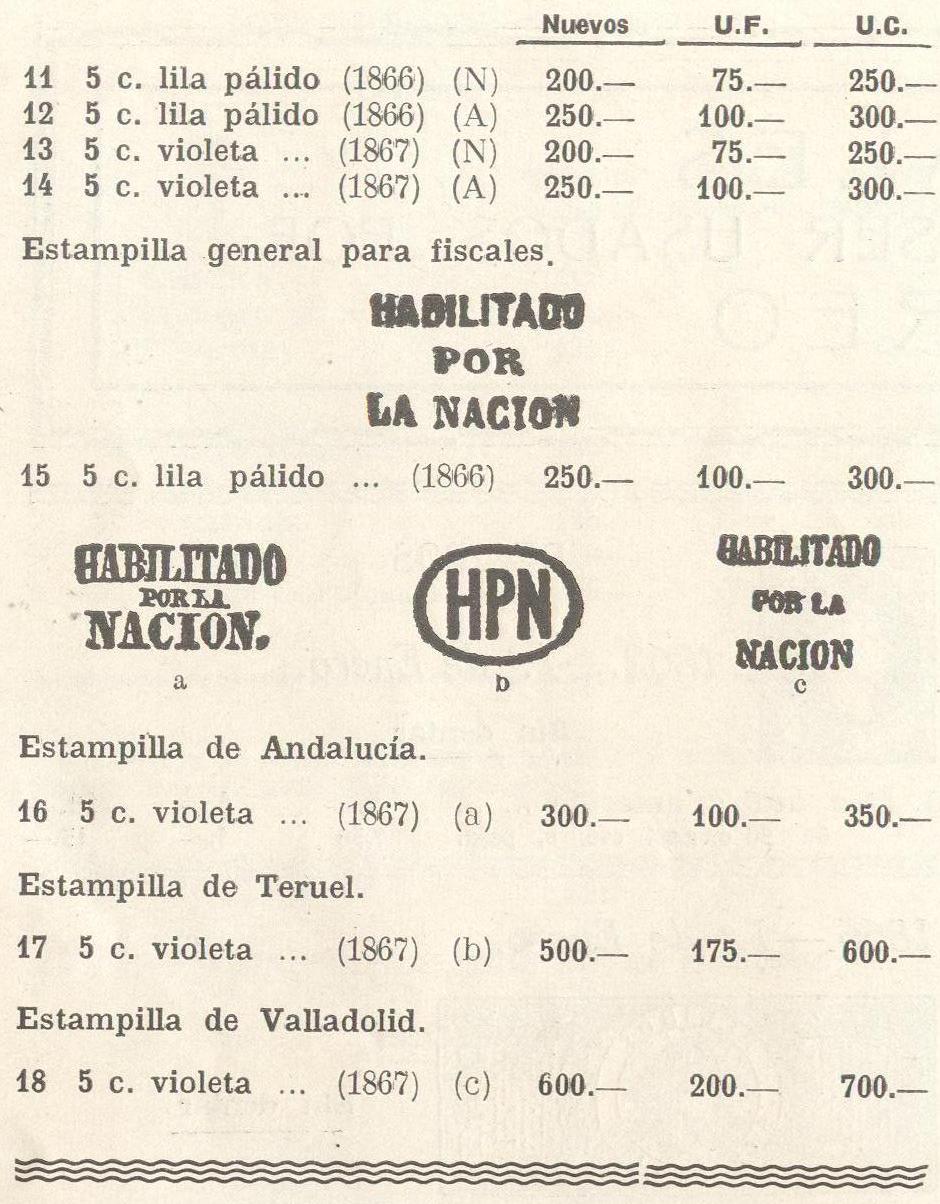 Nuevos U.F. U.C.
11 5 c. lila pálido (1866) (N) 200.— 75.— 250.—
12 5 c. lila pálido (1866) (A) 250.— 100.— 300.—
13 5 c. violeta ... (1867) (N) 200.— 75.— 250.—
14 5 c. violeta ... (1867) (A) 250.— 100.— 300.—
Estampilla general para fiscales.
HABILITADO
POR
LA NACION
15 5 c. lila pálido ... (1866) 250.— 100.— 300.—
HABILITADO
POR LA
NACION.
a
HPN
b
HABILITADO
POR LA
NACION
c
Estampilla de Andalucía.
16 5 c. violeta ... (1867) (a) 300.— 100.— 350.—
Estampilla de Teruel.
17 5 c. violeta ... (1867) (b) 500.— 175.— 600.—
Estampilla de Valladolid.
18 5 c. violeta ... (1867) (c) 600.— 200.— 700.—